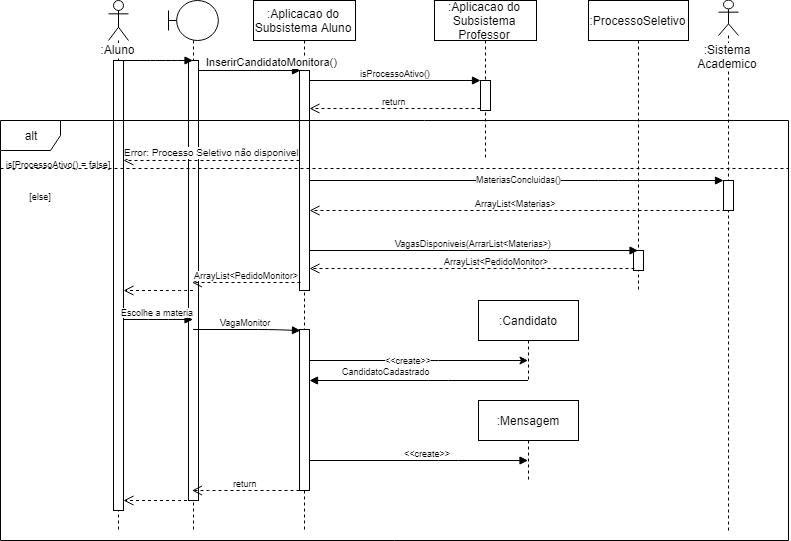 :Aluno
:Aplicacao do
Subsistema Aluno
:Aplicacao do
Subsistema
Professor
:ProcessoSeletivo
:Sistema
Academico
InserirCandidatoMonitora()
isProcessoAtivo()
return
alt
Error: Processo Seletivo não disponivel
is[ProcessoAtivo() = false]
MateriasConcluidas()
[else]
ArrayList<Materias>
VagasDisponiveis(ArrarList<Materias>)
ArrayList<PedidoMonitor>
ArrayList<PedidoMonitor>
Escolhe a materia
VagaMonitor
:Candidato
<<create>>
CandidatoCadastrado
:Mensagem
<<create>>
return